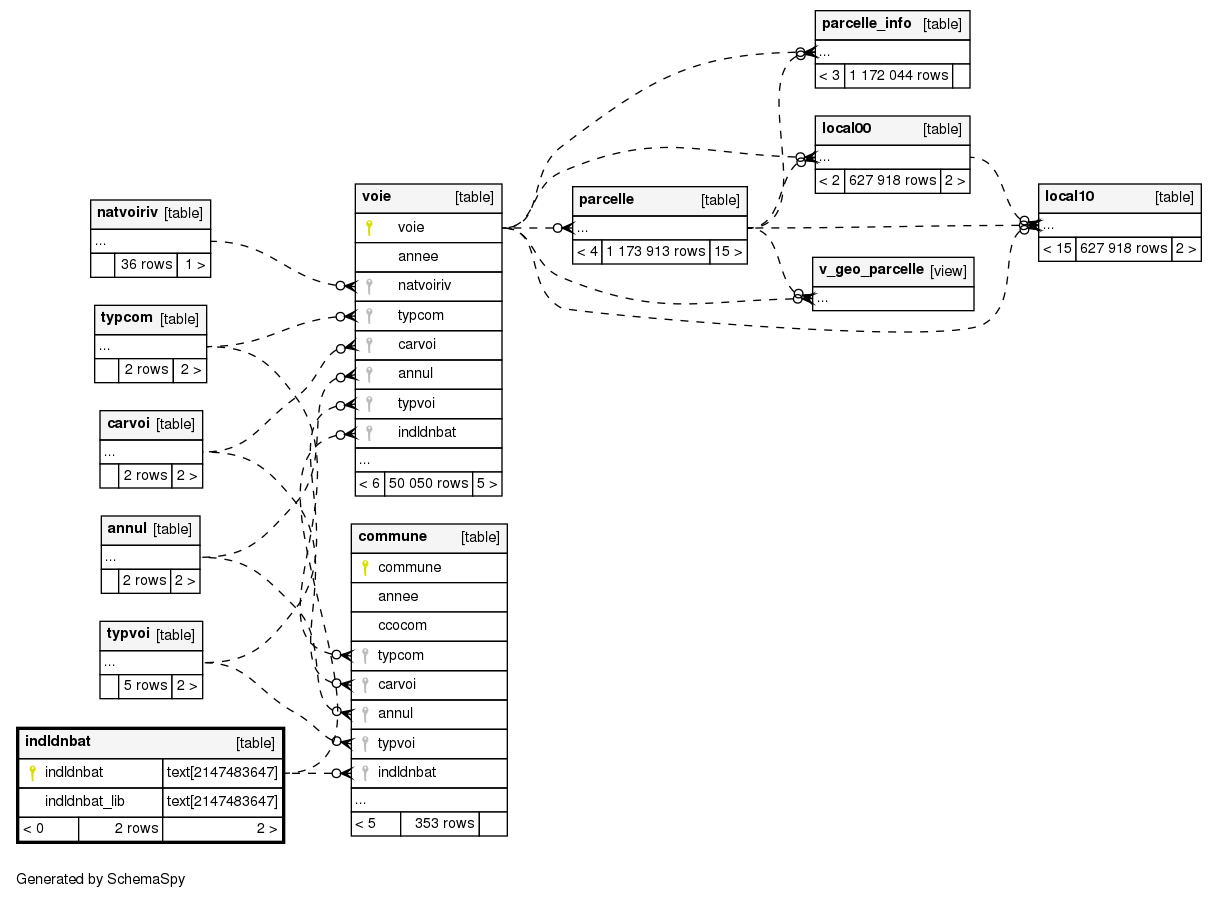 parcelle_info [table]
...
< 3 1 172 044 rows
local00 [table]
...
< 2 627 918 rows 2 >
local10 [table]
...
< 15 627 918 rows 2 >
parcelle [table]
...
< 4 1 173 913 rows 15 >
v_geo_parcelle [view]
...
voie [table]
voie
annee
natvoiriv
typcom
carvoi
annul
typvoi
indldnbat
...
< 6 50 050 rows 5 >
natvoiriv [table]
...
36 rows 1 >
typcom [table]
...
2 rows 2 >
carvoi [table]
...
2 rows 2 >
annul [table]
...
2 rows 2 >
typvoi [table]
...
5 rows 2 >
commune [table]
commune
annee
ccocom
typcom
carvoi
annul
typvoi
indldnbat
...
< 5 353 rows
indldnbat [table]
indldnbat text[2147483647]
indldnbat_lib text[2147483647]
< 0 2 rows 2 >
Generated by SchemaSpy